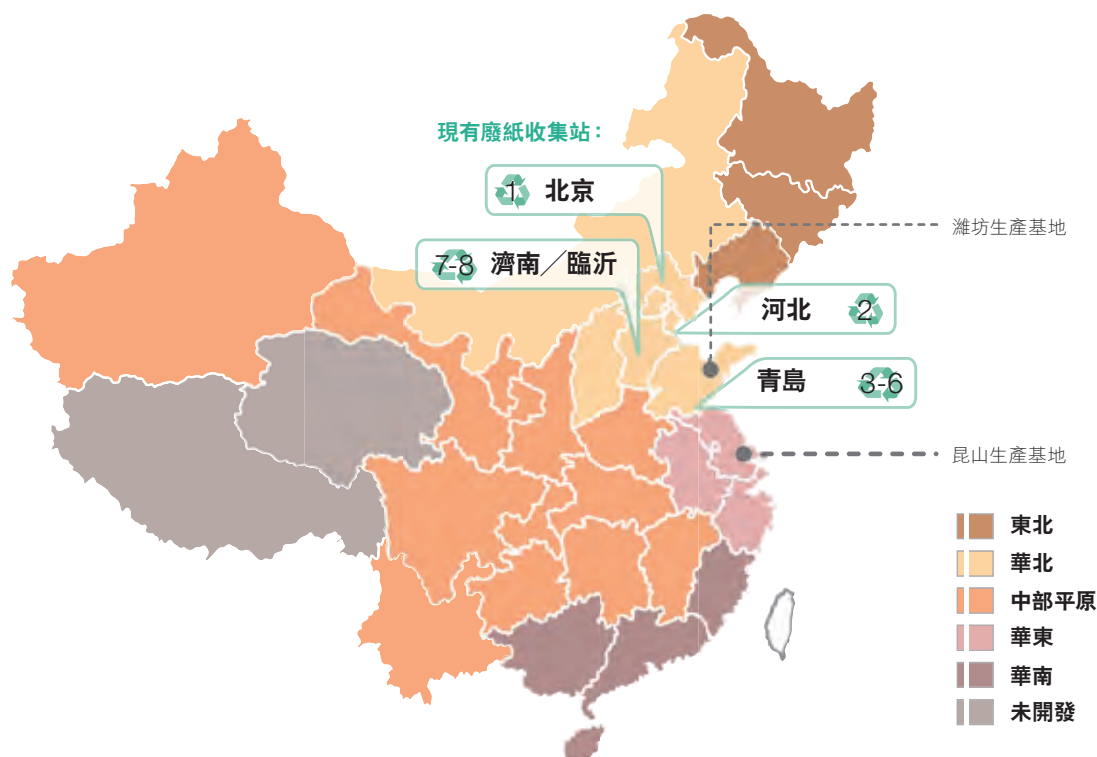 現有廢紙收集站：
1 北京
濰坊生產基地
7-8 濟南／臨沂
河北 2
青島 3-6
昆山生產基地
東北
華北
中部平原
華東
華南
未開發